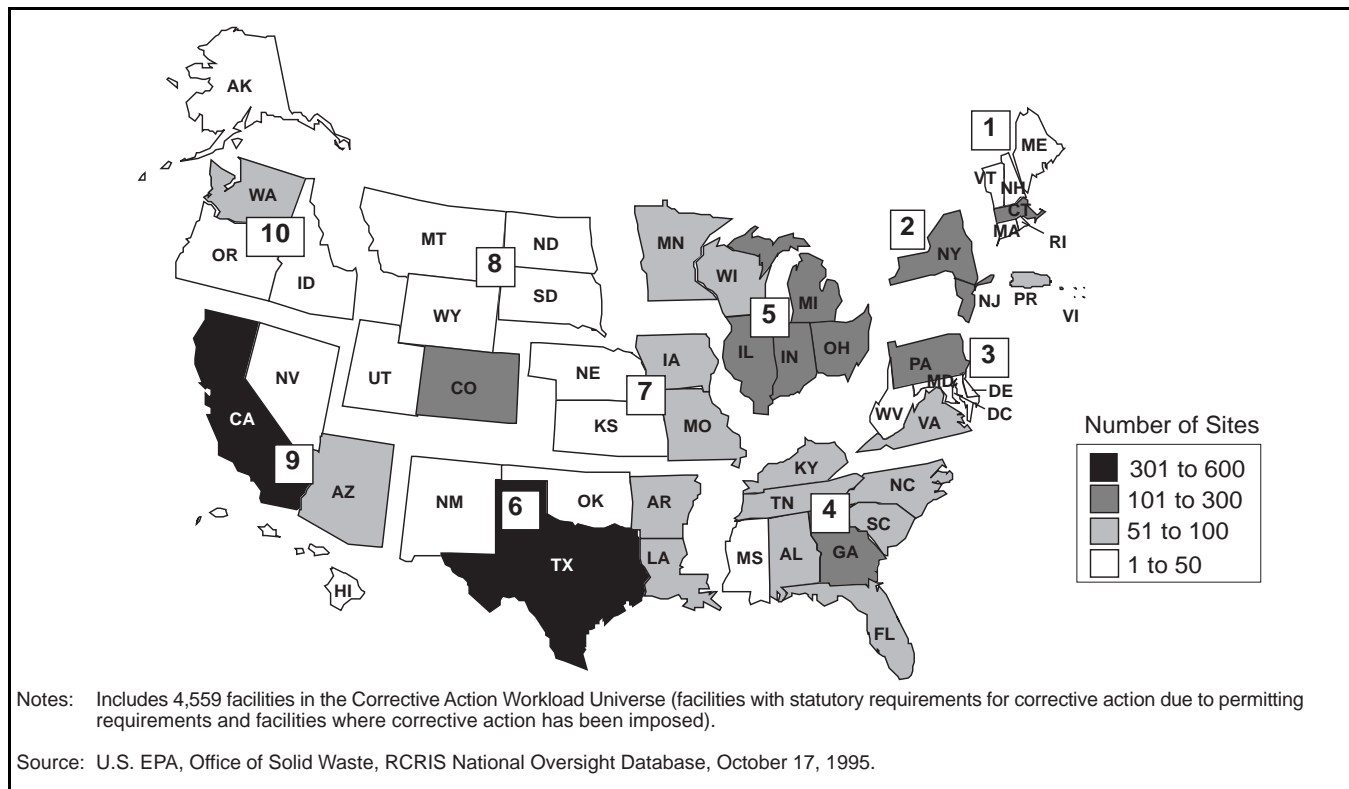 AK
1
ME
VT
NH
WA
CT
MA
RI
2
10
MT
ND
MN
NY
OR
8
WI
ID
SD
MI
NJ
PR
VI
WY
5
IA
IL
IN
OH
PA
3
NV
UT
CO
NE
MD
DE
7
DC
CA
KS
MO
WV
VA
Number of Sites
301 to 600
101 to 300
51 to 100
1 to 50
9
AZ
NM
6
OK
AR
KY
TN
NC
4
SC
TX
LA
MS
AL
GA
HI
FL
Notes: Includes 4,559 facilities in the Corrective Action Workload Universe (facilities with statutory requirements for corrective action due to permitting
requirements and facilities where corrective action has been imposed).
Source: U.S. EPA, Office of Solid Waste, RCRIS National Oversight Database, October 17, 1995.